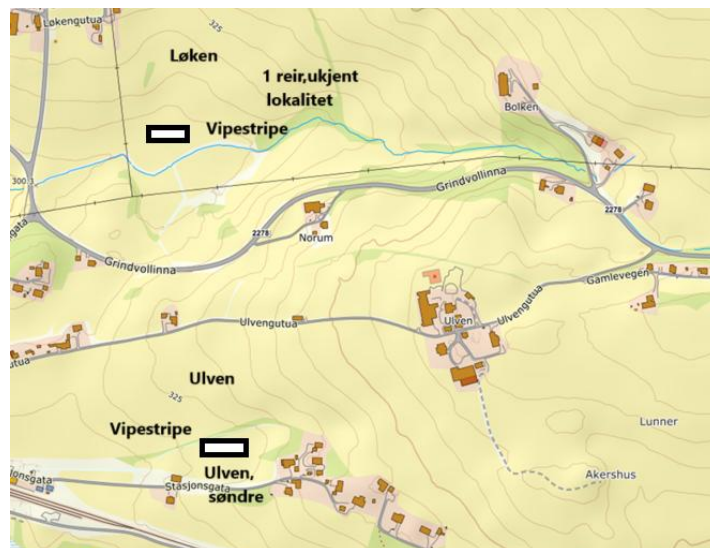 Løkengutua
325
Løken
1 reir,ukjent
lokalitet
Bolken
Vipestripe
300.3
Grindvollinna
2278
2278
Norum
Grindvollinna
Gamlevegen
Ulvengutua
Ulven
Ulvengutua
Ulven
325
Lunner
Vipestripe
Ulven,
Stasjonsgata
søndre
Akershus